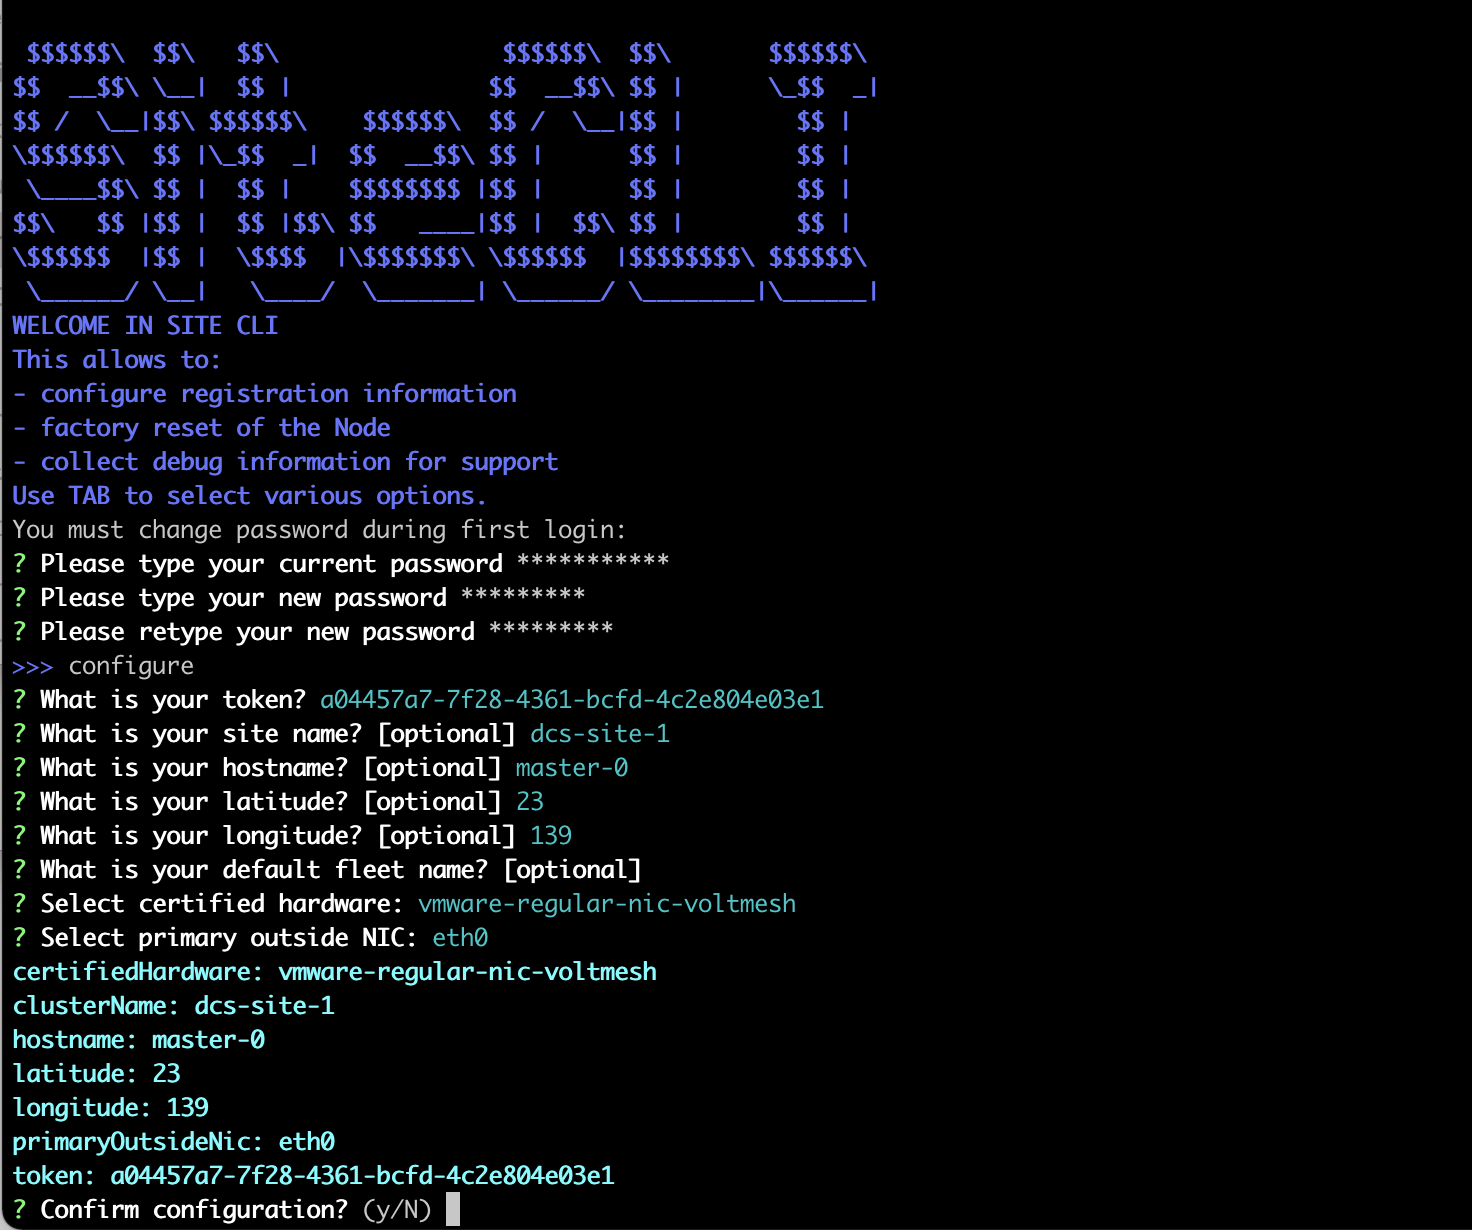 $$$$$$\  $$\   $$\                $$$$$$\  $$\       $$$$$$\
$$  __$$\ \__|  $$ |              $$  __$$\ $$ |      \_$$  _|
$$ /  \__|$$\ $$$$$$\    $$$$$$\  $$ /  \__|$$ |        $$ |
\$$$$$$\  $$ |\_$$  _|  $$  __$$\ $$ |      $$ |        $$ |
 \____$$\ $$ |  $$ |    $$$$$$$$ |$$ |      $$ |        $$ |
$$\   $$ |$$ |  $$ |$$\ $$   ____|$$ |  $$\ $$ |        $$ |
\$$$$$$  |$$ |  \$$$$  |\$$$$$$$\ \$$$$$$  |$$$$$$$$\ $$$$$$\
 \______/ \__|   \____/  \_______| \______/ \________|\______|
WELCOME IN SITE CLI
This allows to:
- configure registration information
- factory reset of the Node
- collect debug information for support
Use TAB to select various options.
You must change password during first login:
? Please type your current password ***********
? Please type your new password *********
? Please retype your new password *********
>>> configure
? What is your token? a04457a7-7f28-4361-bcfd-4c2e804e03e1
? What is your site name? [optional] dcs-site-1
? What is your hostname? [optional] master-0
? What is your latitude? [optional] 23
? What is your longitude? [optional] 139
? What is your default fleet name? [optional]
? Select certified hardware: vmware-regular-nic-voltmesh
? Select primary outside NIC: eth0
certifiedHardware: vmware-regular-nic-voltmesh
clusterName: dcs-site-1
hostname: master-0
latitude: 23
longitude: 139
primaryOutsideNic: eth0
token: a04457a7-7f28-4361-bcfd-4c2e804e03e1
? Confirm configuration? (y/N)